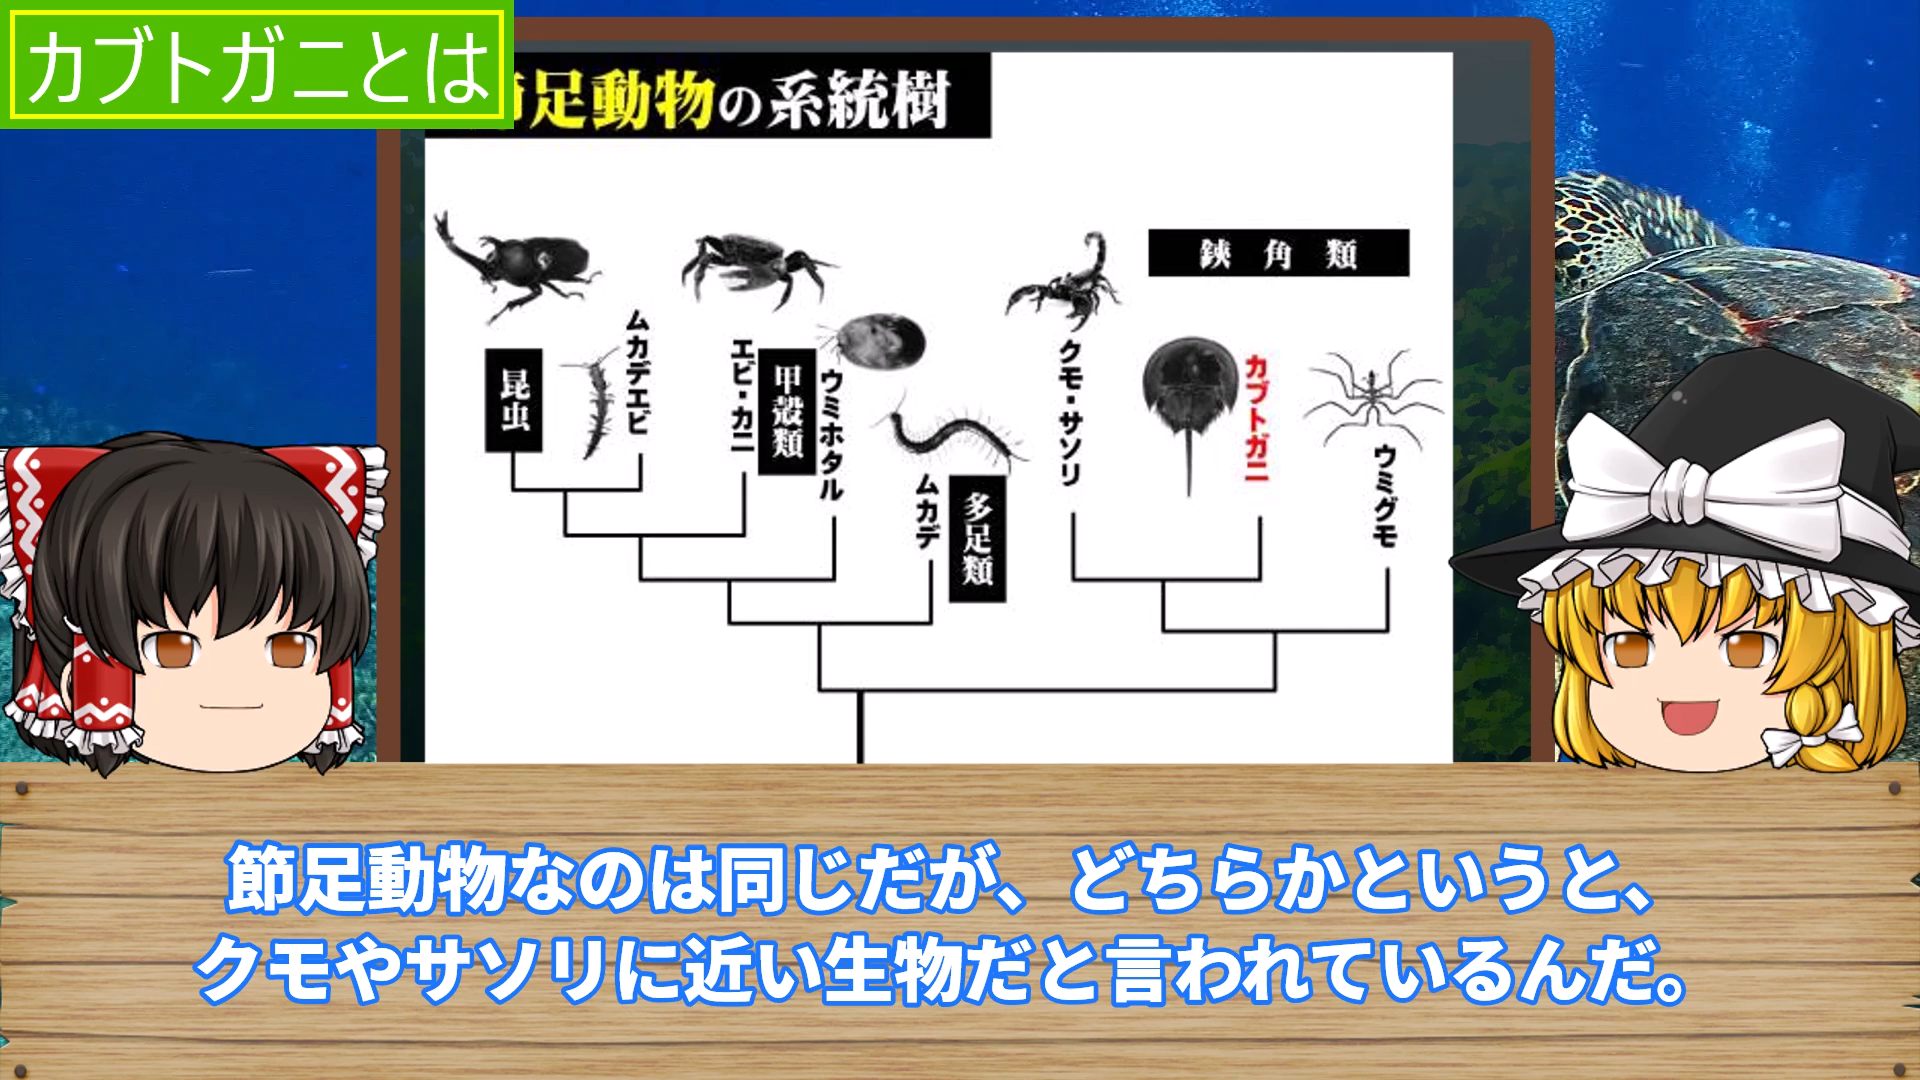 カブトガニとは
節足動物の系統樹
鋏角類
昆虫
ムカデエビ
エビ・カニ
甲殻類
ウミホタル
ムカデ
多足類
クモ・サソリ
カブトガニ
ウミグモ
節足動物なのは同じだが、どちらかというと、
クモやサソリに近い生物だと言われているんだ。